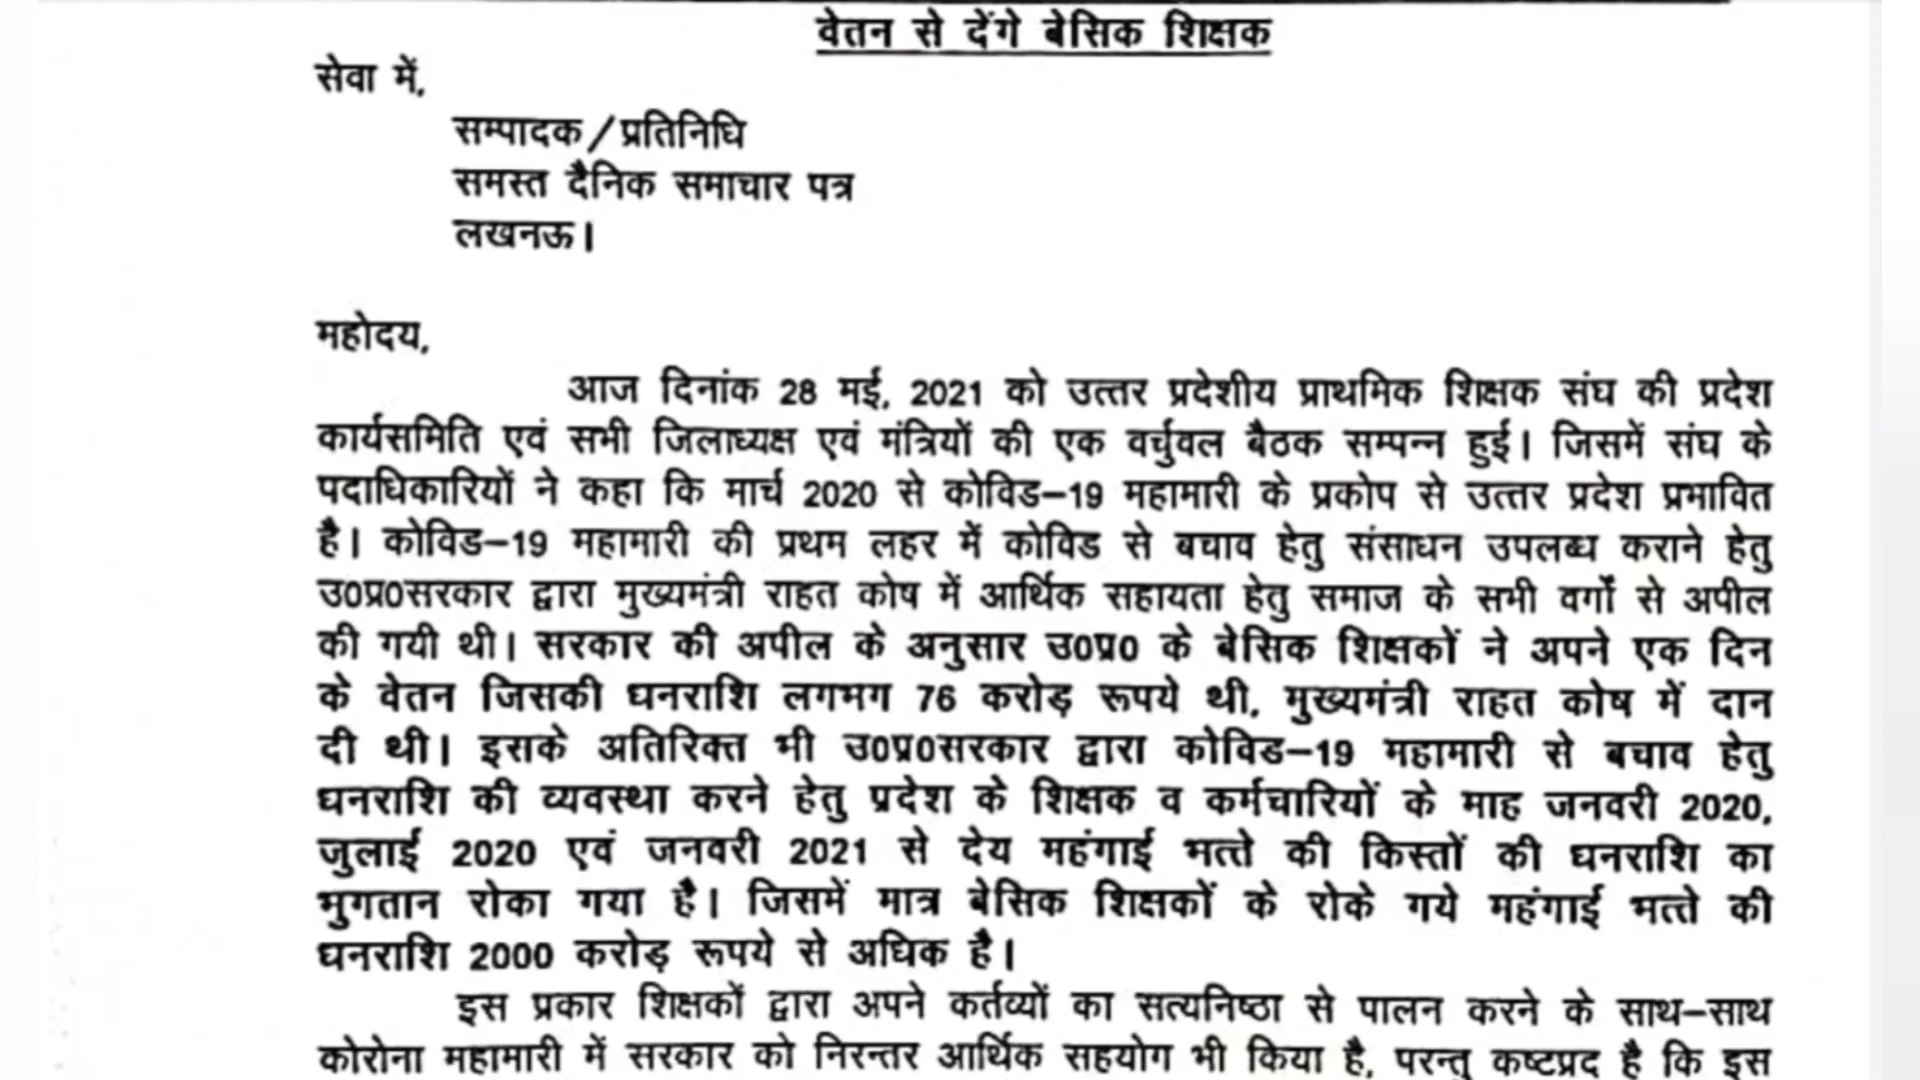 वेतन से देंगे बेसिक शिक्षक
सेवा में,
सम्पादक/प्रतिनिधि
समस्त दैनिक समाचार पत्र
लखनऊ।
महोदय,
आज दिनांक 28 मई, 2021 को उत्तर प्रदेशीय प्राथमिक शिक्षक संघ की प्रदेश
कार्यसमिति एवं सभी जिलाध्यक्ष एवं मंत्रियों की एक वर्चुवल बैठक सम्पन्न हुई। जिसमें संघ के
पदाधिकारियों ने कहा कि मार्च 2020 से कोविड–19 महामारी के प्रकोप से उत्तर प्रदेश प्रभावित
है। कोविड–19 महामारी की प्रथम लहर में कोविड से बचाव हेतु संसाधन उपलब्ध कराने हेतु
उ0प्र0सरकार द्वारा मुख्यमंत्री राहत कोष में आर्थिक सहायता हेतु समाज के सभी वर्गों से अपील
की गयी थी। सरकार की अपील के अनुसार उ0प्र0 के बेसिक शिक्षकों ने अपने एक दिन
के वेतन जिसकी धनराशि लगभग 76 करोड़ रूपये थी, मुख्यमंत्री राहत कोष में दान
दी थी। इसके अतिरिक्त भी उ0प्र0सरकार द्वारा कोविड–19 महामारी से बचाव हेतु
धनराशि की व्यवस्था करने हेतु प्रदेश के शिक्षक व कर्मचारियों के माह जनवरी 2020,
जुलाई 2020 एवं जनवरी 2021 से देय महंगाई भत्ते की किस्तों की धनराशि का
भुगतान रोका गया है। जिसमें मात्र बेसिक शिक्षकों के रोके गये महंगाई भत्ते की
धनराशि 2000 करोड़ रूपये से अधिक है।
इस प्रकार शिक्षकों द्वारा अपने कर्तव्यों का सत्यनिष्ठा से पालन करने के साथ–साथ
कोरोना महामारी में सरकार को निरन्तर आर्थिक सहयोग भी किया है, परन्तु कष्टप्रद है कि इस